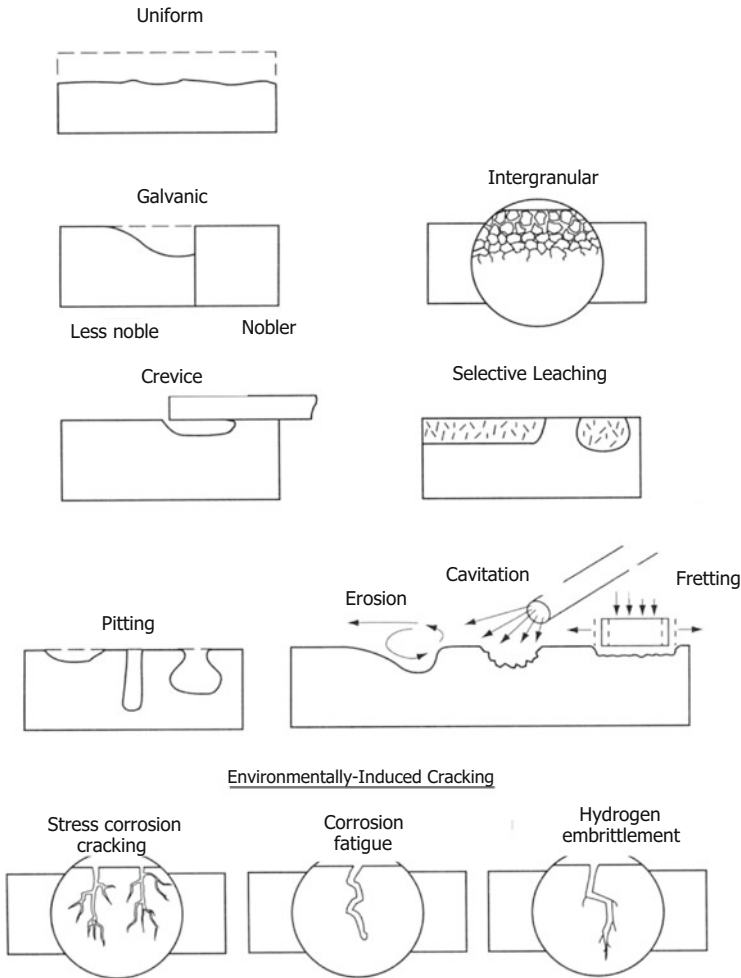 Uniform
Galvanic
Intergranular
Less noble
Nobler
Crevice
Selective Leaching
Cavitation
Fretting
Erosion
Pitting
Environmentally-Induced Cracking
Stress corrosion
cracking
Corrosion
fatigue
Hydrogen
embrittlement